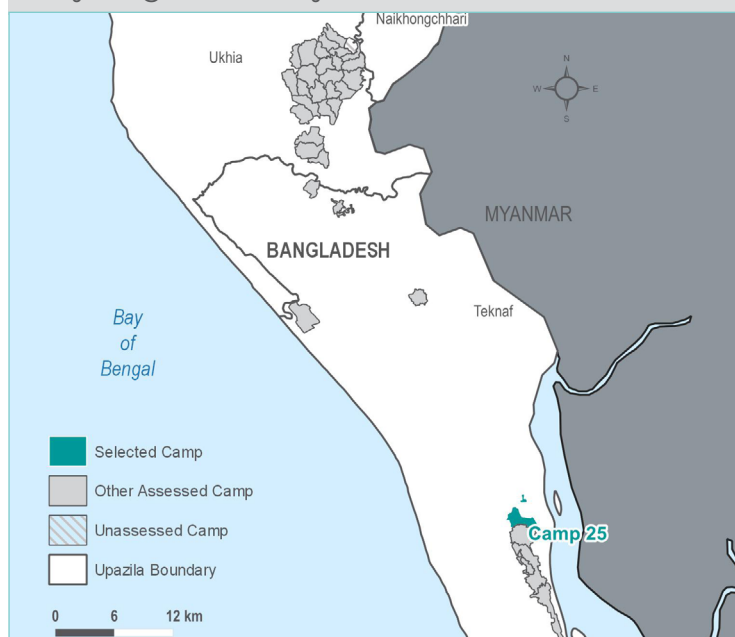 Naikhongchhari
Ukhia
N
W
E
S
MYANMAR
BANGLADESH
Teknaf
Bay
of
Bengal
Selected Camp
Other Assessed Camp
Unassessed Camp
Upazila Boundary
Camp 25
0 6 12 km